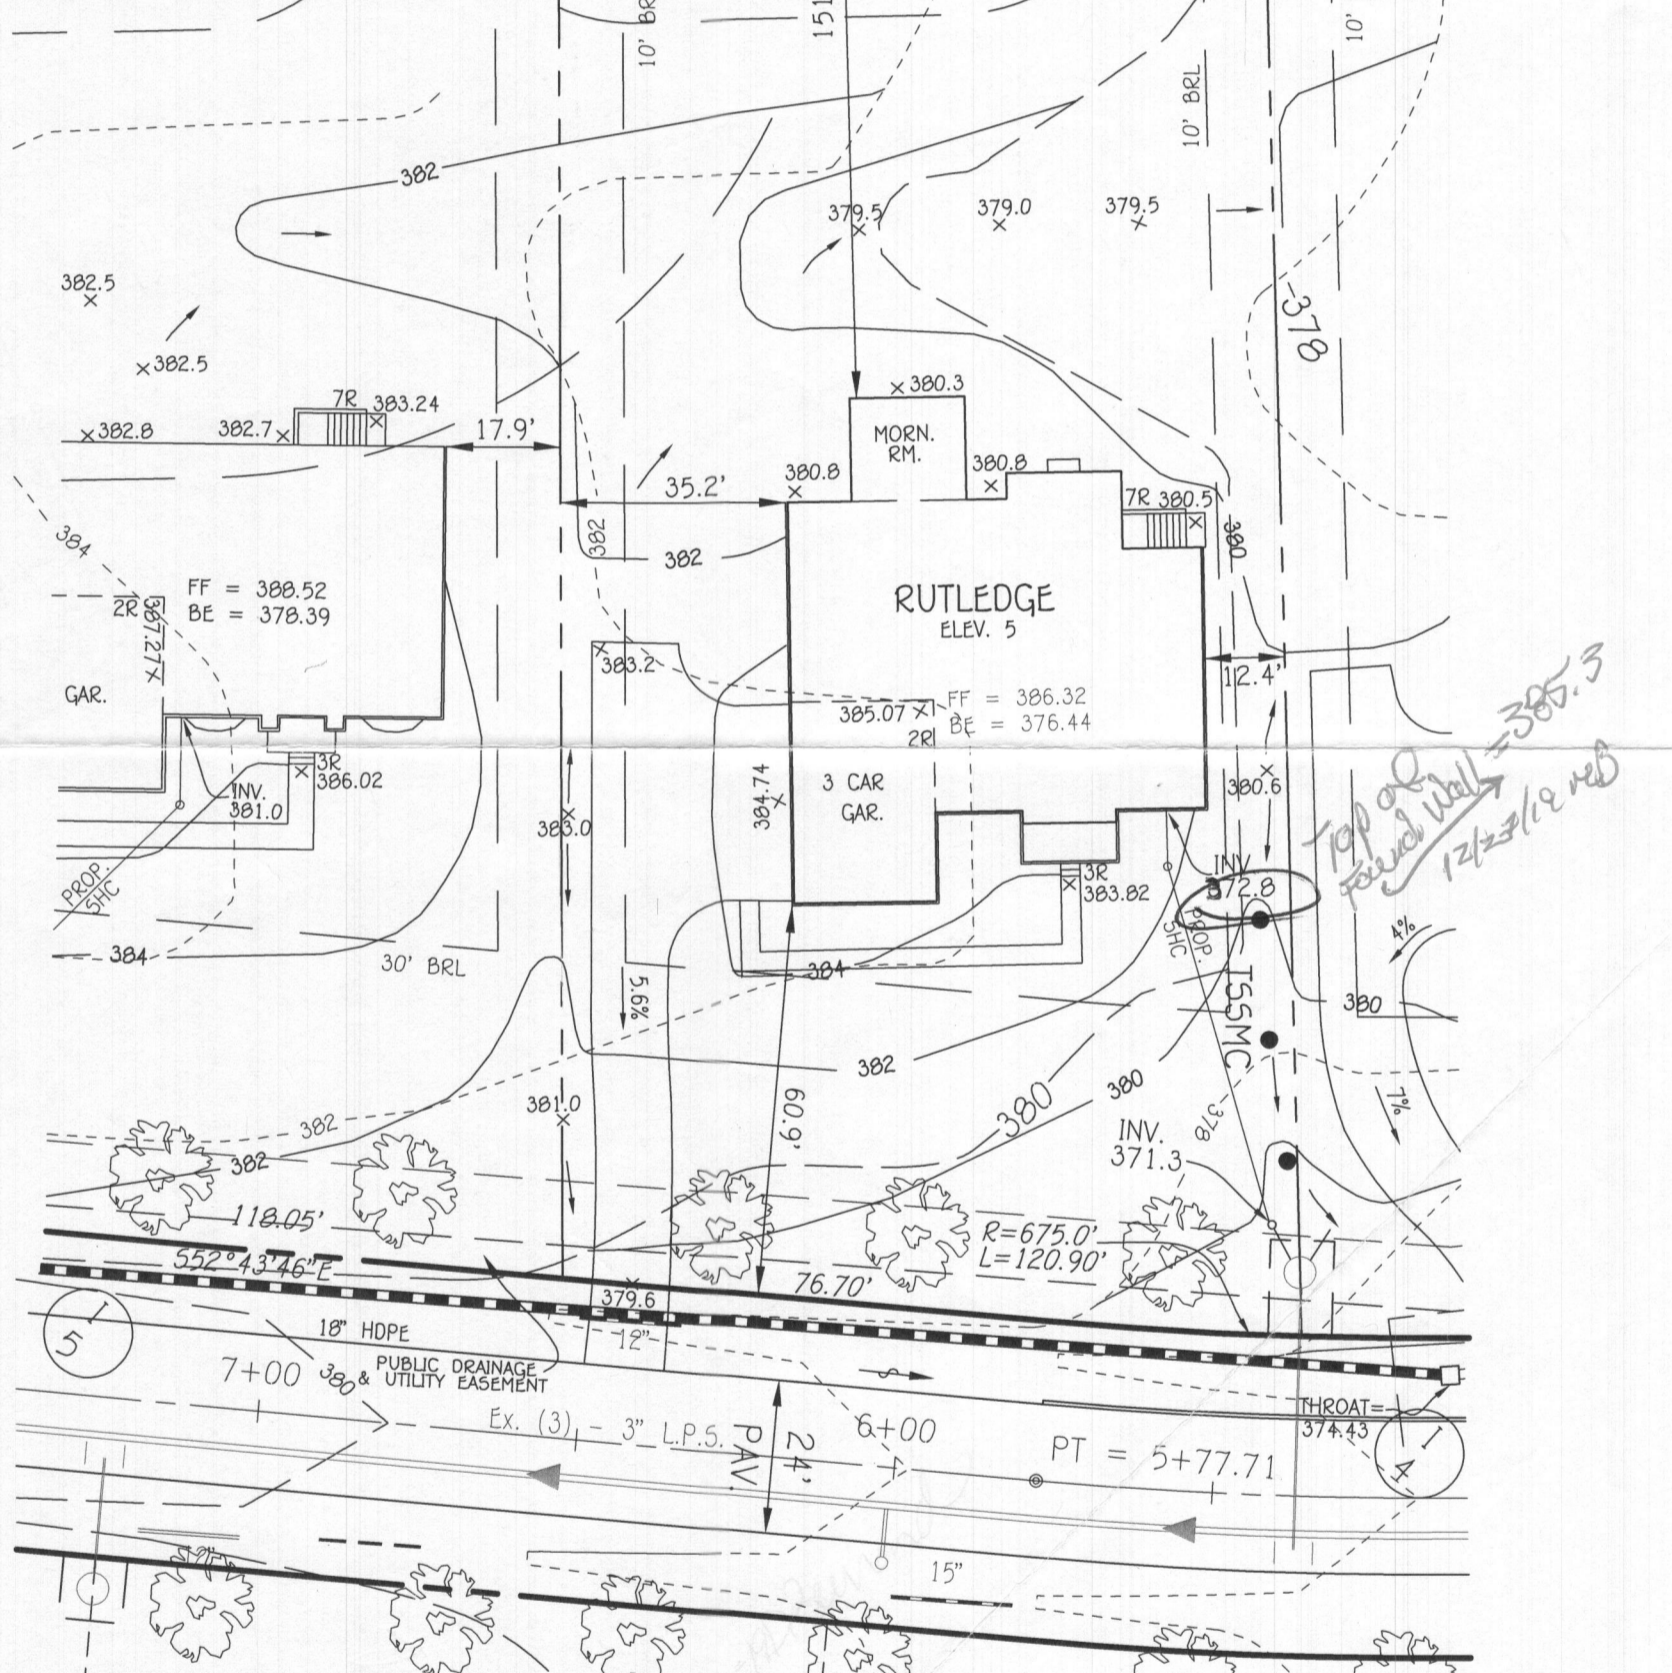 10' BR
151
10' BRL
10'
382
379.5
379.0
379.5
382.5
-378
382.5
7R
383.24
380.3
382.8
382.7
17.9'
MORN.
RM.
380.8
380.8
35.2'
7R 380.5
382
382
380
384
FF = 388.52
BE = 378.39
2R
387.27
RUTLEDGE
ELEV. 5
383.2
12.4'
GAR.
FF = 386.32
BE = 376.44
385.07
2R
Top of
Found. Wall = 385.3
12/27/19
3R
386.02
INV.
381.0
384.74
3 CAR
GAR.
380.6
383.0
PROP.
SHC
INV
372.8
3R
383.82
PROP.
SHC
4%
384
30' BRL
384
5.6%
TSSMC
380
382
381.0
60.9'
380
380
7%
382
382
378
INV.
371.3
118.05'
S52°43'46"E
R=675.0'
L=120.90'
76.70'
379.6
18" HDPE
12"
1
5
7+00
380
PUBLIC DRAINAGE
& UTILITY EASEMENT
S
THROAT=
374.43
Ex. (3) - 3" L.P.S.
24'
PAV.
6+00
PT = 5+77.71
1
4
15"